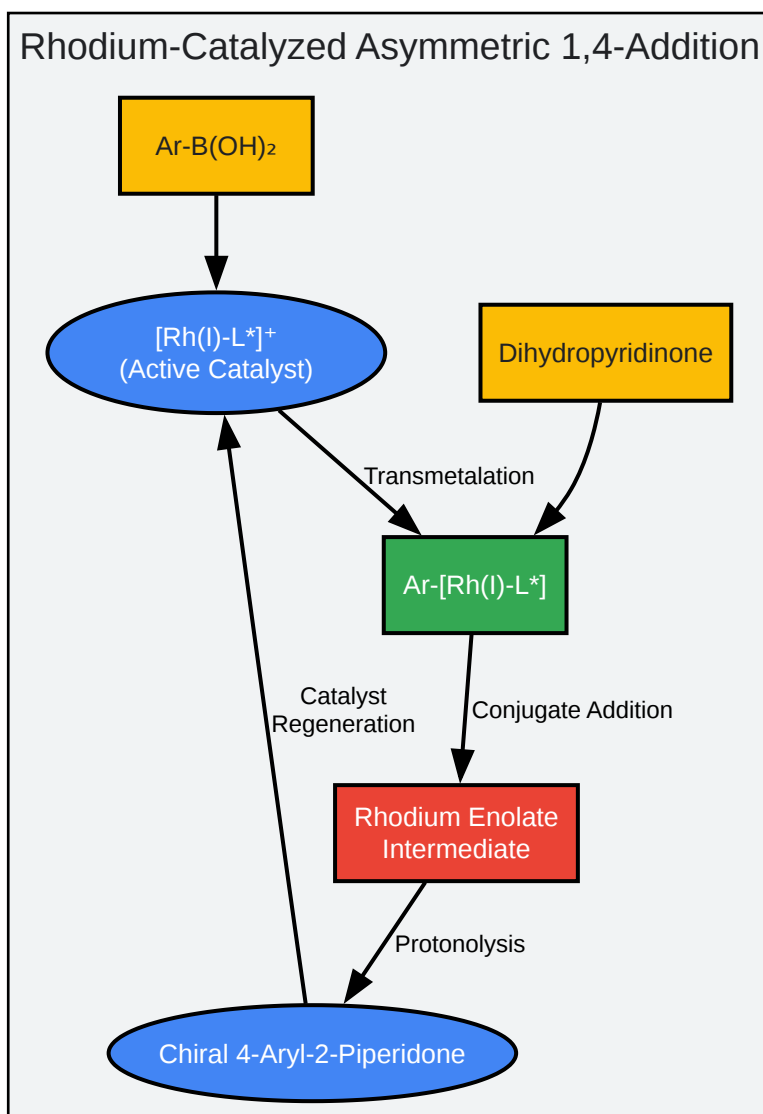 Rhodium-Catalyzed Asymmetric 1,4-Addition
Ar-B(OH)₂
[Rh(I)-L*]⁺
(Active Catalyst)
Dihydropyridinone
Transmetalation
Ar-[Rh(I)-L*]
Catalyst
Regeneration
Conjugate Addition
Rhodium Enolate
Intermediate
Protonolysis
Chiral 4-Aryl-2-Piperidone